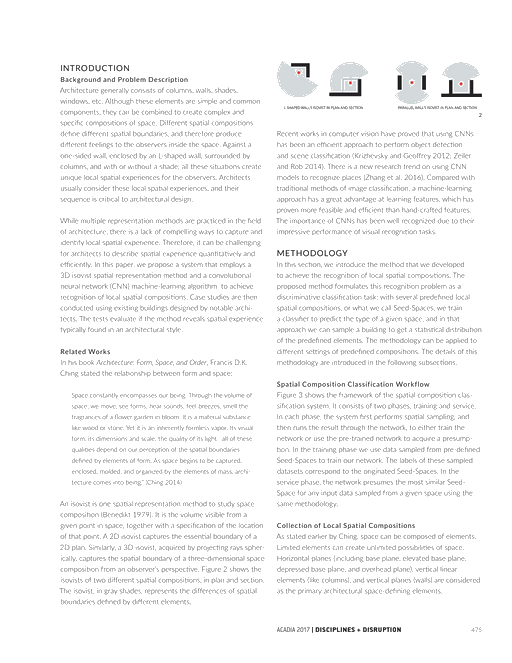 INTRODUCTION
Background and Problem Description
Architecture generally consists of columns, walls, shades,
windows, etc. Although these elements are simple and common
components, they can be combined to create complex and
specific compositions of space. Different spatial compositions
define different spatial boundaries, and therefore produce
different feelings to the observers inside the space. Against a
one-sided wall, enclosed by an L-shaped wall, surrounded by
columns, and with or without a shade; all these situations create
unique local spatial experiences for the observers. Architects
usually consider these local spatial experiences, and their
sequence is critical to architectural design.
While multiple representation methods are practiced in the field
of architecture, there is a lack of compelling ways to capture and
identify local spatial experience. Therefore, it can be challenging
for architects to describe spatial experience quantitatively and
efficiently. In this paper, we propose a system that employs a
3D isovist spatial representation method and a convolutional
neural network (CNN) machine-learning algorithm to achieve
recognition of local spatial compositions. Case studies are then
conducted using existing buildings designed by notable archi-
tects. The tests evaluate if the method reveals spatial experience
typically found in an architectural style.
Related Works
In his book Architecture: Form, Space, and Order, Francis D.K.
Ching stated the relationship between form and space:
Space constantly encompasses our being. Through the volume of
space, we move, see forms, hear sounds, feel breezes, smell the
fragrances of a flower garden in bloom. It is a material substance
like wood or stone. Yet it is an inherently formless vapor. Its visual
form, its dimensions and scale, the quality of its light - all of these
qualities depend on our perception of the spatial boundaries
defined by elements of form. As space begins to be captured,
enclosed, molded, and organized by the elements of mass, archi-
tecture comes into being." (Ching 2014)
An isovist is one spatial representation method to study space
composition (Benedikt 1979). It is the volume visible from a
given point in space, together with a specification of the location
of that point. A 2D isovist captures the essential boundary of a
2D plan. Similarly, a 3D isovist, acquired by projecting rays spher-
ically, captures the spatial boundary of a three-dimensional space
composition from an observer's perspective. Figure 2 shows the
isovists of two different spatial compositions, in plan and section.
The isovist, in gray shades, represents the differences of spatial
boundaries defined by different elements.
L SHAPED WALL'S ISOVIST IN PLAN AND SECTION
PARALLEL WALL'S ISOVIST IN PLAN AND SECTION
2
Recent works in computer vision have proved that using CNNs
has been an efficient approach to perform object detection
and scene classification (Krizhevsky and Geoffrey 2012; Zeiler
and Rob 2014). There is a new research trend on using CNN
models to recognize places (Zhang et al. 2016). Compared with
traditional methods of image classification, a machine-learning
approach has a great advantage at learning features, which has
proven more feasible and efficient than hand-crafted features.
The importance of CNNs has been well recognized due to their
impressive performance of visual recognition tasks.
METHODOLOGY
In this section, we introduce the method that we developed
to achieve the recognition of local spatial compositions. The
proposed method formulates this recognition problem as a
discriminative classification task: with several predefined local
spatial compositions, or what we call Seed-Spaces, we train
a classifier to predict the type of a given space, and in that
approach we can sample a building to get a statistical distribution
of the predefined elements. The methodology can be applied to
different settings of predefined compositions. The details of this
methodology are introduced in the following subsections.
Spatial Composition Classification Workflow
Figure 3 shows the framework of the spatial composition clas-
sification system. It consists of two phases, training and service.
In each phase, the system first performs spatial sampling, and
then runs the result through the network, to either train the
network or use the pre-trained network to acquire a presump-
tion. In the training phase we use data sampled from pre-defined
Seed-Spaces to train our network. The labels of these sampled
datasets correspond to the originated Seed-Spaces. In the
service phase, the network presumes the most similar Seed-
Space for any input data sampled from a given space using the
same methodology.
Collection of Local Spatial Compositions
As stated earlier by Ching, space can be composed of elements.
Limited elements can create unlimited possibilities of space.
Horizontal planes (including base plane, elevated base plane,
depressed base plane, and overhead plane), vertical linear
elements (like columns), and vertical planes (walls) are considered
as the primary architectural space-defining elements.
ACADIA 2017 | DISCIPLINES + DISRUPTION
475